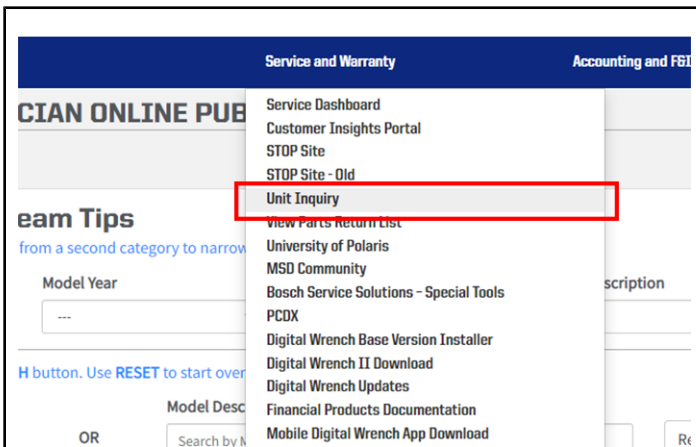 Service and Warranty
Accounting and F&I
CIAN ONLINE PUB
Service Dashboard
Customer Insights Portal
STOP Site
STOP Site - Old
Unit Inquiry
View Parts Return List
University of Polaris
MSD Community
Bosch Service Solutions - Special Tools
PCDX
Digital Wrench Base Version Installer
Digital Wrench II Download
Digital Wrench Updates
Financial Products Documentation
Mobile Digital Wrench App Download
eam Tips
from a second category to narrow
Model Year
scription
---
H button. Use RESET to start over
Model Desc
OR
Search by M
Re